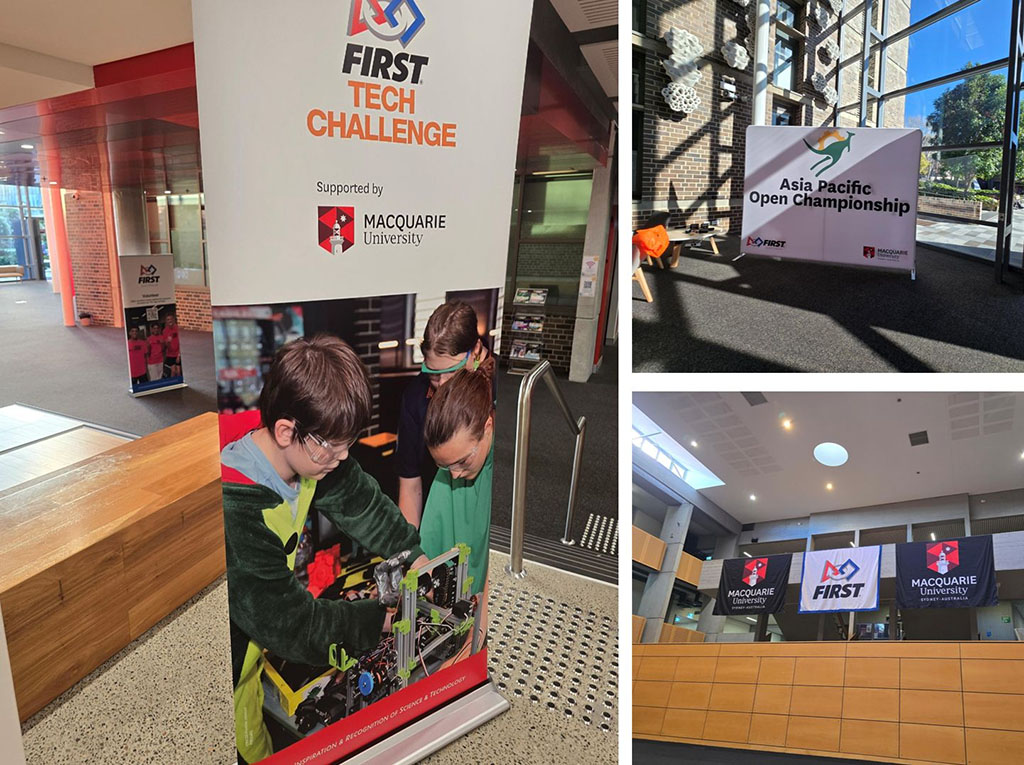 FIRST
TECH
CHALLENGE
Supported by
MACQUARIE
University
INSPIRATION & RECOGNITION OF SCIENCE & TECHNOLOGY
FIRST
Asia Pacific
Open Championship
FIRST
MACQUARIE
University
MACQUARIE
University
SYDNEY·AUSTRALIA
FIRST
MACQUARIE
University
SYDNEY·AUSTRALIA